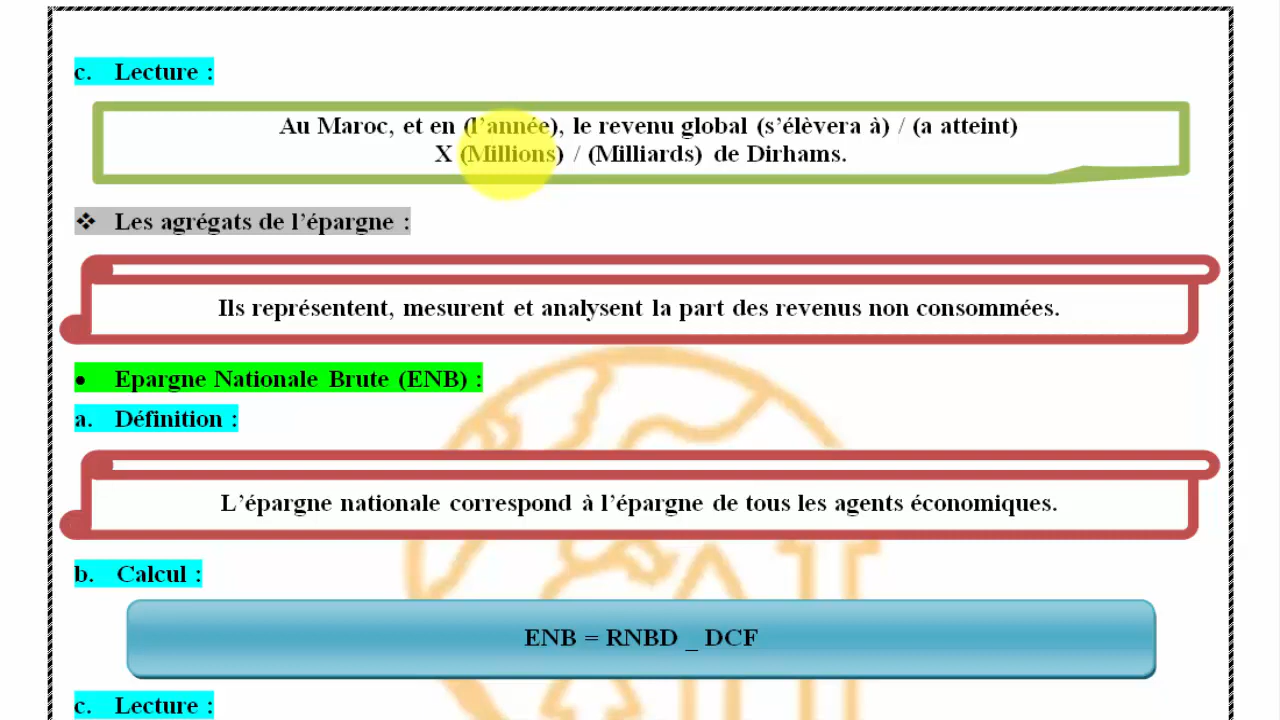 c. Lecture :
Au Maroc, et en (l’année), le revenu global (s’élèvera à) / (a atteint)
X (Millions) / (Milliards) de Dirhams.
❖ Les agrégats de l’épargne :
Ils représentent, mesurent et analysent la part des revenus non consommées.
• Epargne Nationale Brute (ENB) :
a. Définition :
L’épargne nationale correspond à l’épargne de tous les agents économiques.
b. Calcul :
ENB = RNBD _ DCF
c. Lecture :